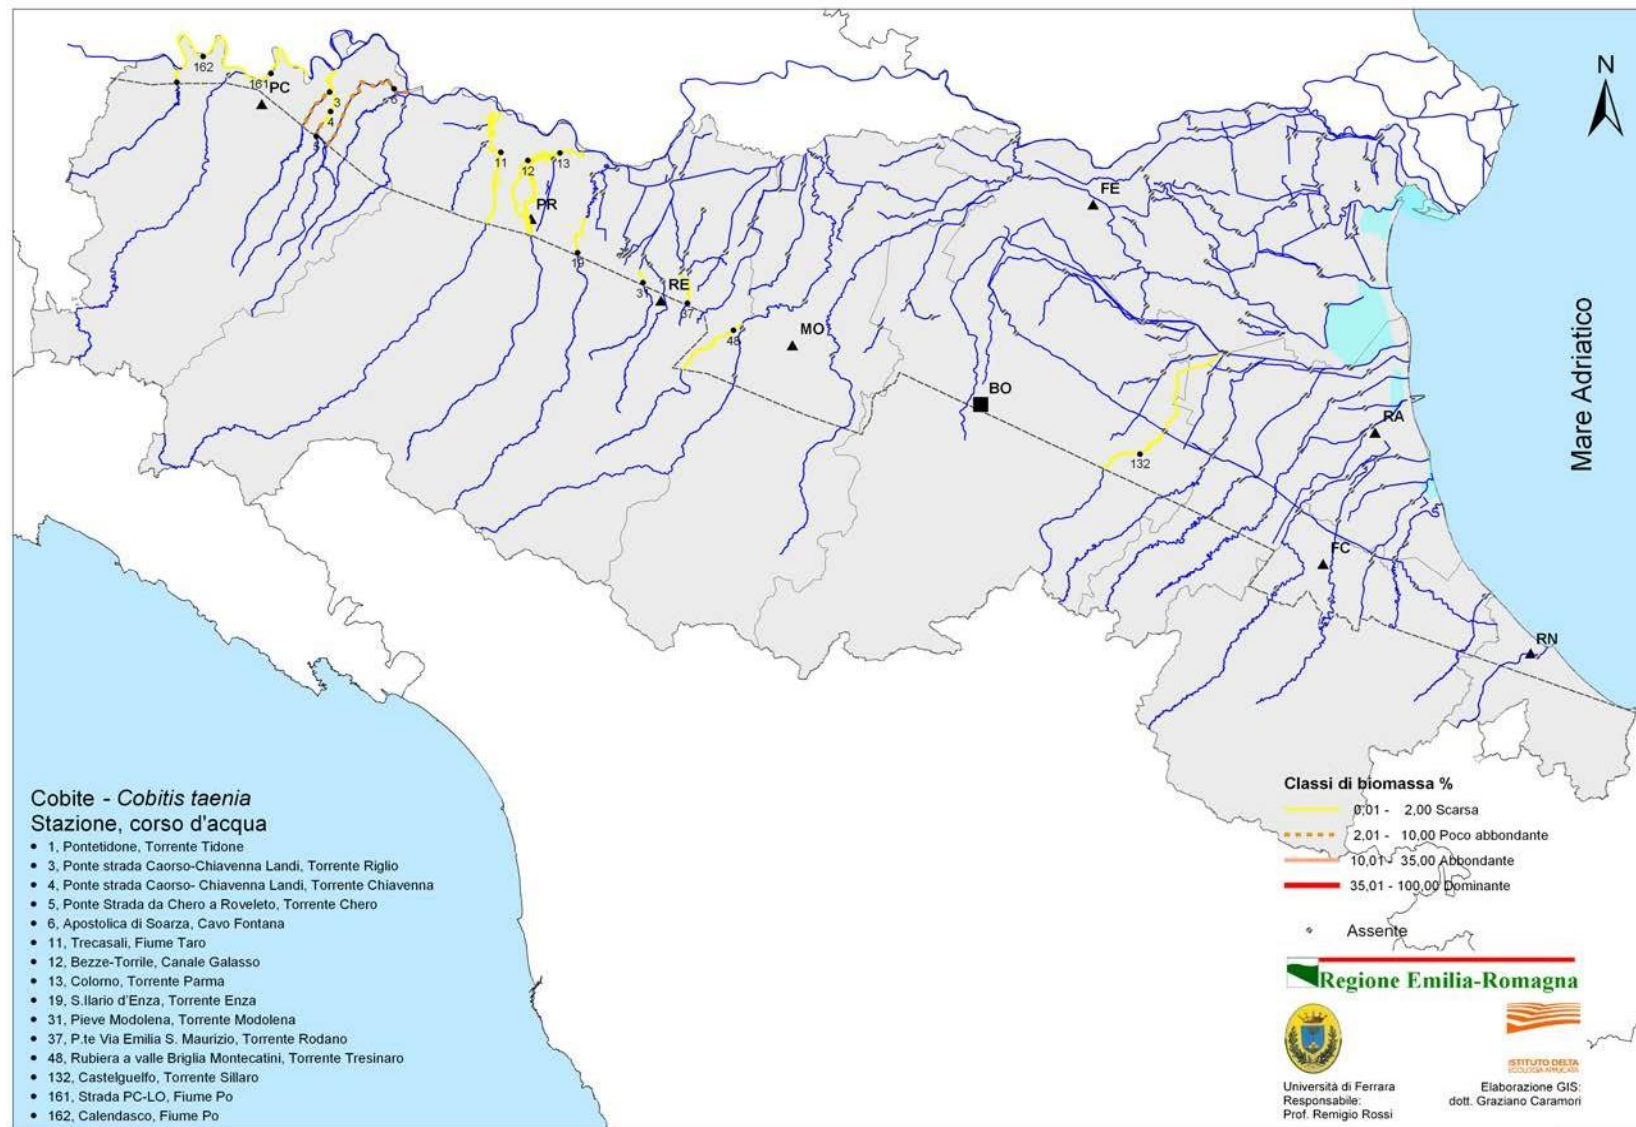 N
162
161
PC
3
4
5
6
11
12
13
PR
19
31
RE
37
48
MO
FE
BO
132
RA
FC
RN
Mare Adriatico
Cobite - Cobitis taenia
Stazione, corso d'acqua
• 1, Pontetidone, Torrente Tidone
• 3, Ponte strada Caorso-Chiavenna Landi, Torrente Riglio
• 4, Ponte strada Caorso- Chiavenna Landi, Torrente Chiavenna
• 5, Ponte Strada da Chero a Roveleto, Torrente Chero
• 6, Apostolica di Soarza, Cavo Fontana
• 11, Trecasali, Fiume Taro
• 12, Bezze-Torrile, Canale Galasso
• 13, Colorno, Torrente Parma
• 19, S.Ilario d'Enza, Torrente Enza
• 31, Pieve Modolena, Torrente Modolena
• 37, P.te Via Emilia S. Maurizio, Torrente Rodano
• 48, Rubiera a valle Briglia Montecatini, Torrente Tresinaro
• 132, Castelguelfo, Torrente Sillaro
• 161, Strada PC-LO, Fiume Po
• 162, Calendasco, Fiume Po
Classi di biomassa %
0,01 - 2,00 Scarsa
2,01 - 10,00 Poco abbondante
10,01 - 35,00 Abbondante
35,01 - 100,00 Dominante
Assente
Regione Emilia-Romagna
ISTITUTO DELTA
ECOLOGIA APPLICATA
Università di Ferrara
Responsabile:
Prof. Remigio Rossi
Elaborazione GIS:
dott. Graziano Caramori